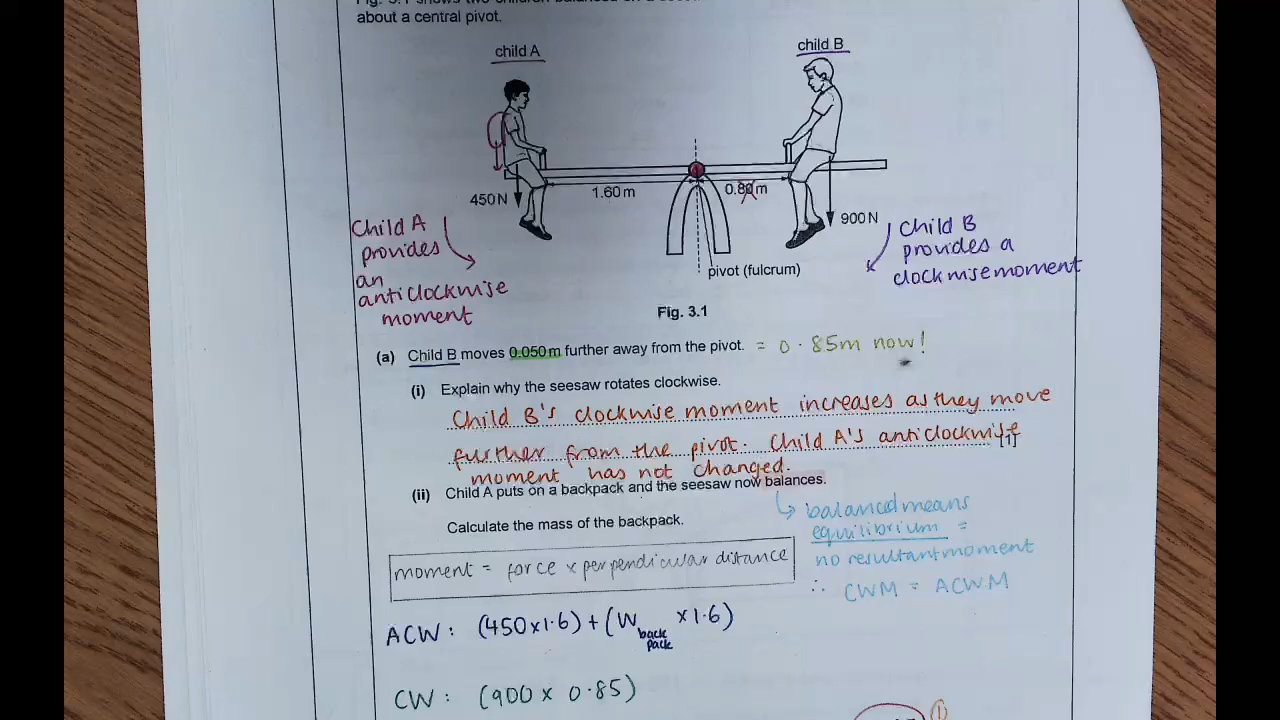 about a central pivot.
child A
child B
450 N
1.60 m
0.80 m
900 N
pivot (fulcrum)
Child A
provides
an
anticlockwise
moment
Child B
provides a
clockwise moment
Fig. 3.1
(a) Child B moves 0.050 m further away from the pivot. = 0.85m now!
(i) Explain why the seesaw rotates clockwise.
Child B's clockwise moment increases as they move
further from the pivot. Child A's anticlockwise
moment has not changed.
(ii) Child A puts on a backpack and the seesaw now balances.
Calculate the mass of the backpack.
↳ balanced means
equilibrium =
no resultant moment
∴ CWM = ACWM
moment = force × perpendicular distance
ACW : (450×1.6) + (W back pack ×1.6)
CW : (900 × 0.85)